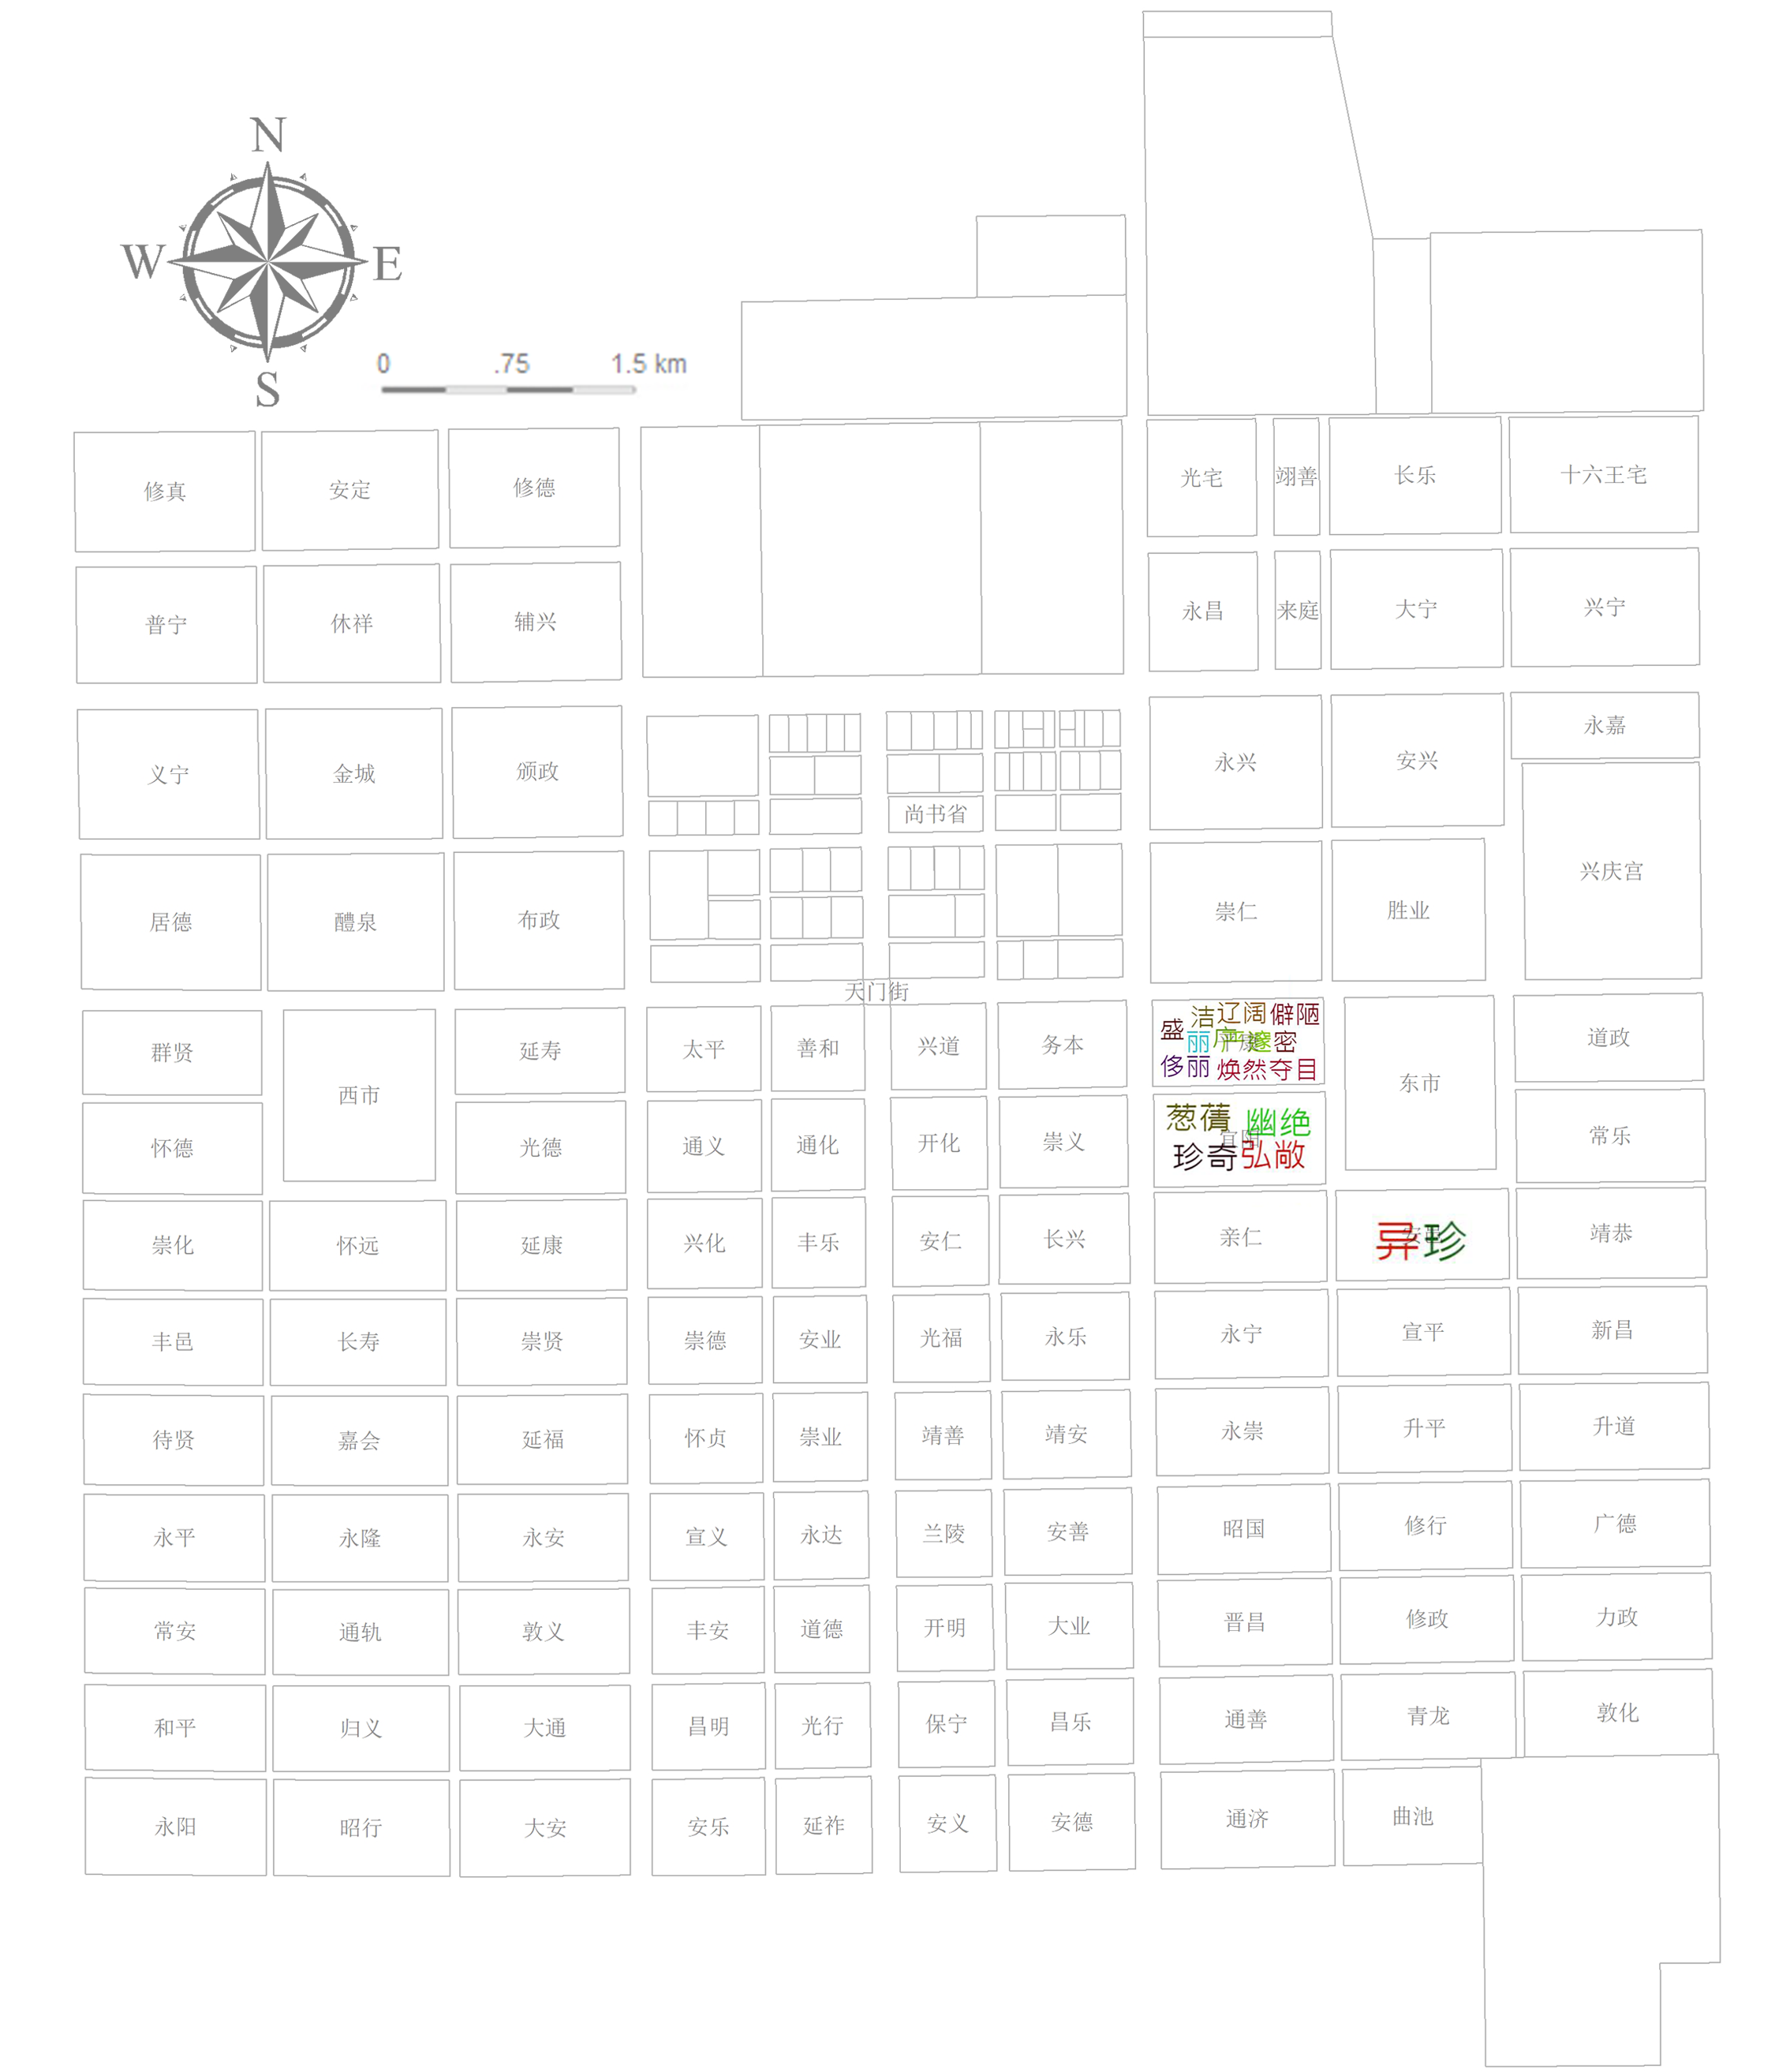 N
W E
S
0 .75 1.5 km
修真 安定 修德 光宅 翊善 长乐 十六王宅
普宁 休祥 辅兴 永昌 来庭 大宁 兴宁
永嘉
义宁 金城 颁政 尚书省 永兴 安兴
兴庆宫
居德 醴泉 布政 崇仁 胜业
天门街
群贤 延寿 太平 善和 兴道 务本 道政
盛 洁 辽阔 僻陋
丽 广 邃 密
侈丽 焕然夺目
西市 东市
怀德 光德 通义 通化 开化 崇义 常乐
葱蒨 幽绝
宜阳
珍奇 弘敞
崇化 怀远 延康 兴化 丰乐 安仁 长兴 亲仁 异珍 靖恭
丰邑 长寿 崇贤 崇德 安业 光福 永乐 永宁 宣平 新昌
待贤 嘉会 延福 怀贞 崇业 靖善 靖安 永崇 升平 升道
永平 永隆 永安 宣义 永达 兰陵 安善 昭国 修行 广德
常安 通轨 敦义 丰安 道德 开明 大业 晋昌 修政 力政
和平 归义 大通 昌明 光行 保宁 昌乐 通善 青龙 敦化
永阳 昭行 大安 安乐 延祚 安义 安德 通济 曲池